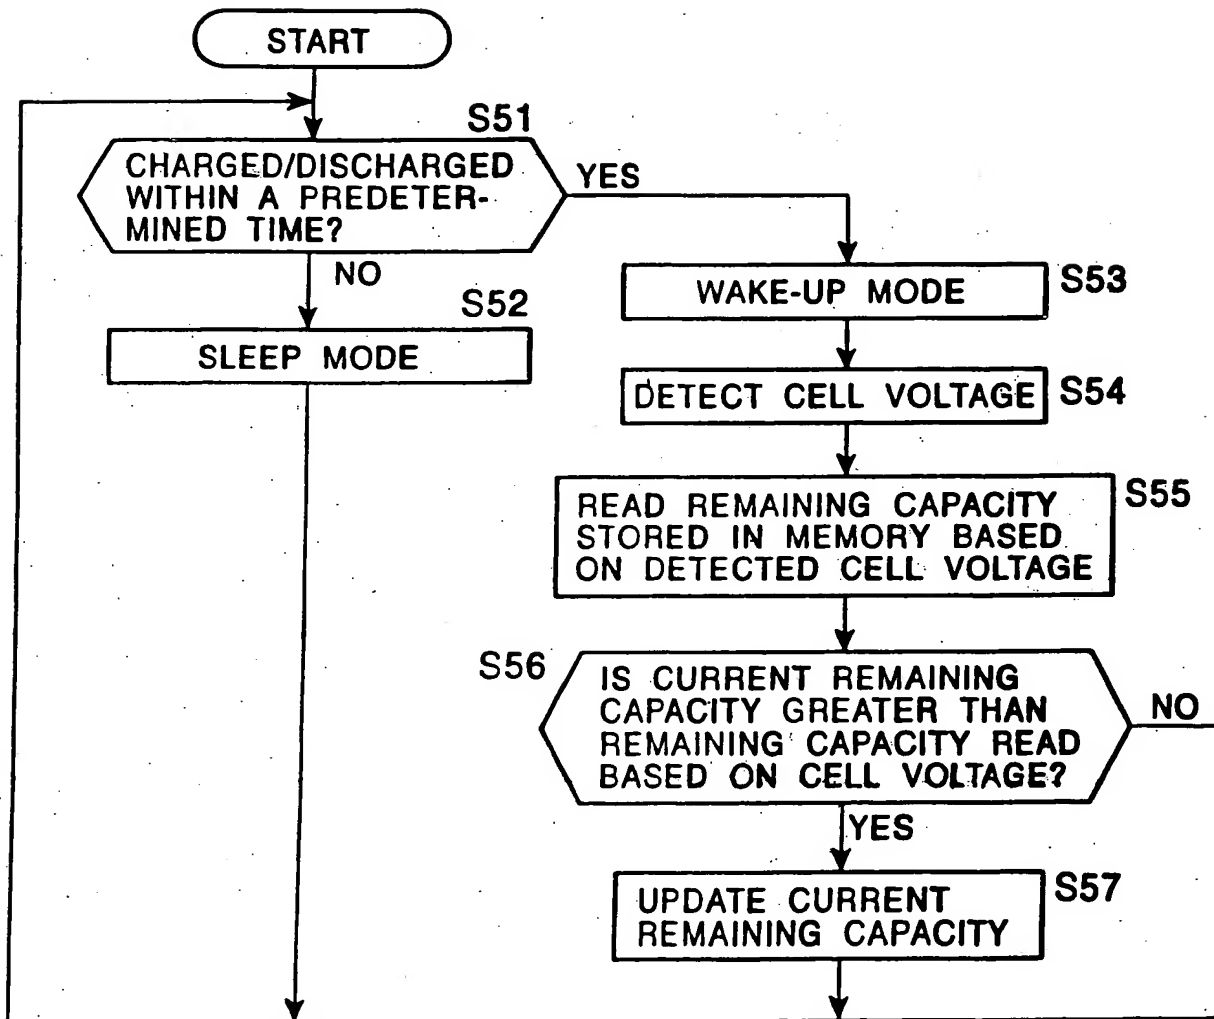 START
S51
CHARGED/DISCHARGED
WITHIN A PREDETER-
MINED TIME?
YES
NO
S52
SLEEP MODE
WAKE-UP MODE
S53
DETECT CELL VOLTAGE
S54
READ REMAINING CAPACITY
STORED IN MEMORY BASED
ON DETECTED CELL VOLTAGE
S55
S56
IS CURRENT REMAINING
CAPACITY GREATER THAN
REMAINING CAPACITY READ
BASED ON CELL VOLTAGE?
NO
YES
UPDATE CURRENT
REMAINING CAPACITY
S57